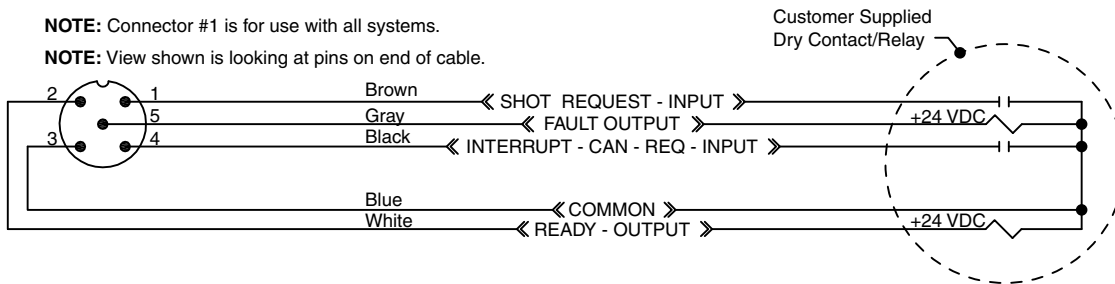 NOTE: Connector #1 is for use with all systems.
NOTE: View shown is looking at pins on end of cable.
Customer Supplied
Dry Contact/Relay
2 1 Brown SHOT REQUEST - INPUT
5 Gray FAULT OUTPUT +24 VDC
3 4 Black INTERRUPT - CAN - REQ - INPUT
Blue COMMON
White READY - OUTPUT +24 VDC